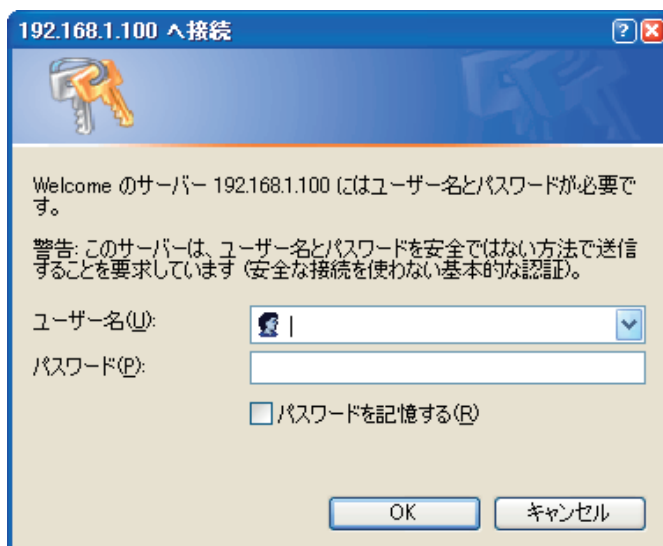 192.168.1.100 へ接続
Welcome のサーバー 192.168.1.100 にはユーザー名とパスワードが必要で
す。
警告: このサーバーは、ユーザー名とパスワードを安全ではない方法で送信
することを要求しています (安全な接続を使わない基本的な認証)。
ユーザー名(U):
パスワード(P):
パスワードを記憶する(R)
OK
キャンセル